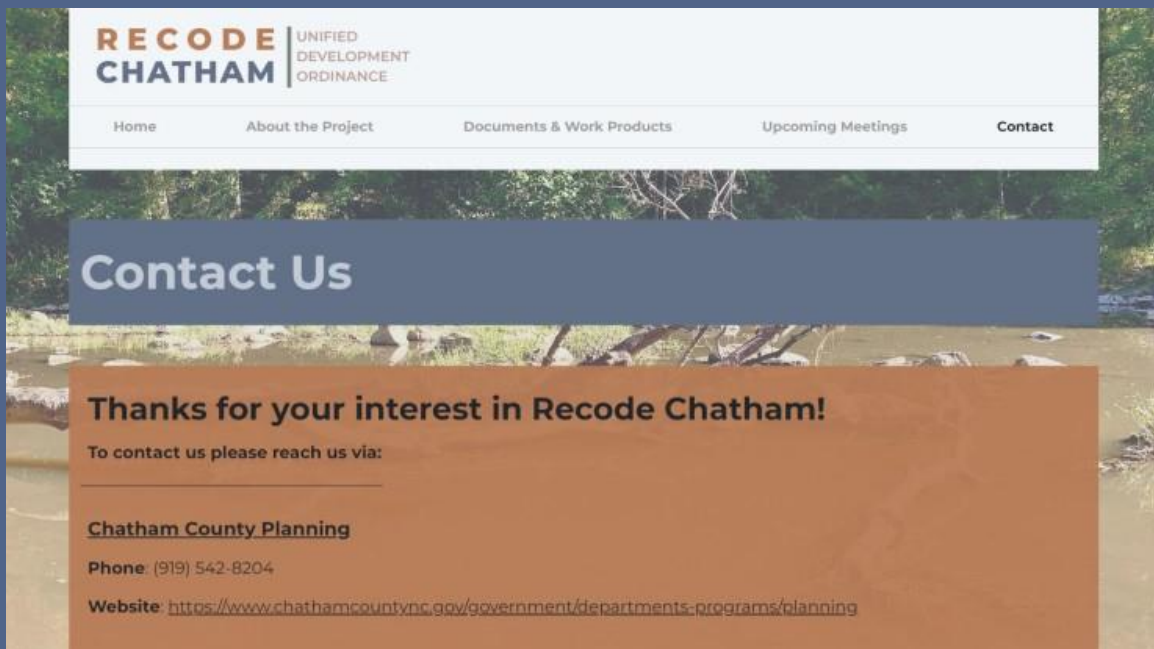 RECODE
CHATHAM
UNIFIED
DEVELOPMENT
ORDINANCE
Home About the Project Documents & Work Products Upcoming Meetings Contact
Contact Us
Thanks for your interest in Recode Chatham!
To contact us please reach us via:
Chatham County Planning
Phone: (919) 542-8204
Website: https://www.chathamcountync.gov/government/departments-programs/planning